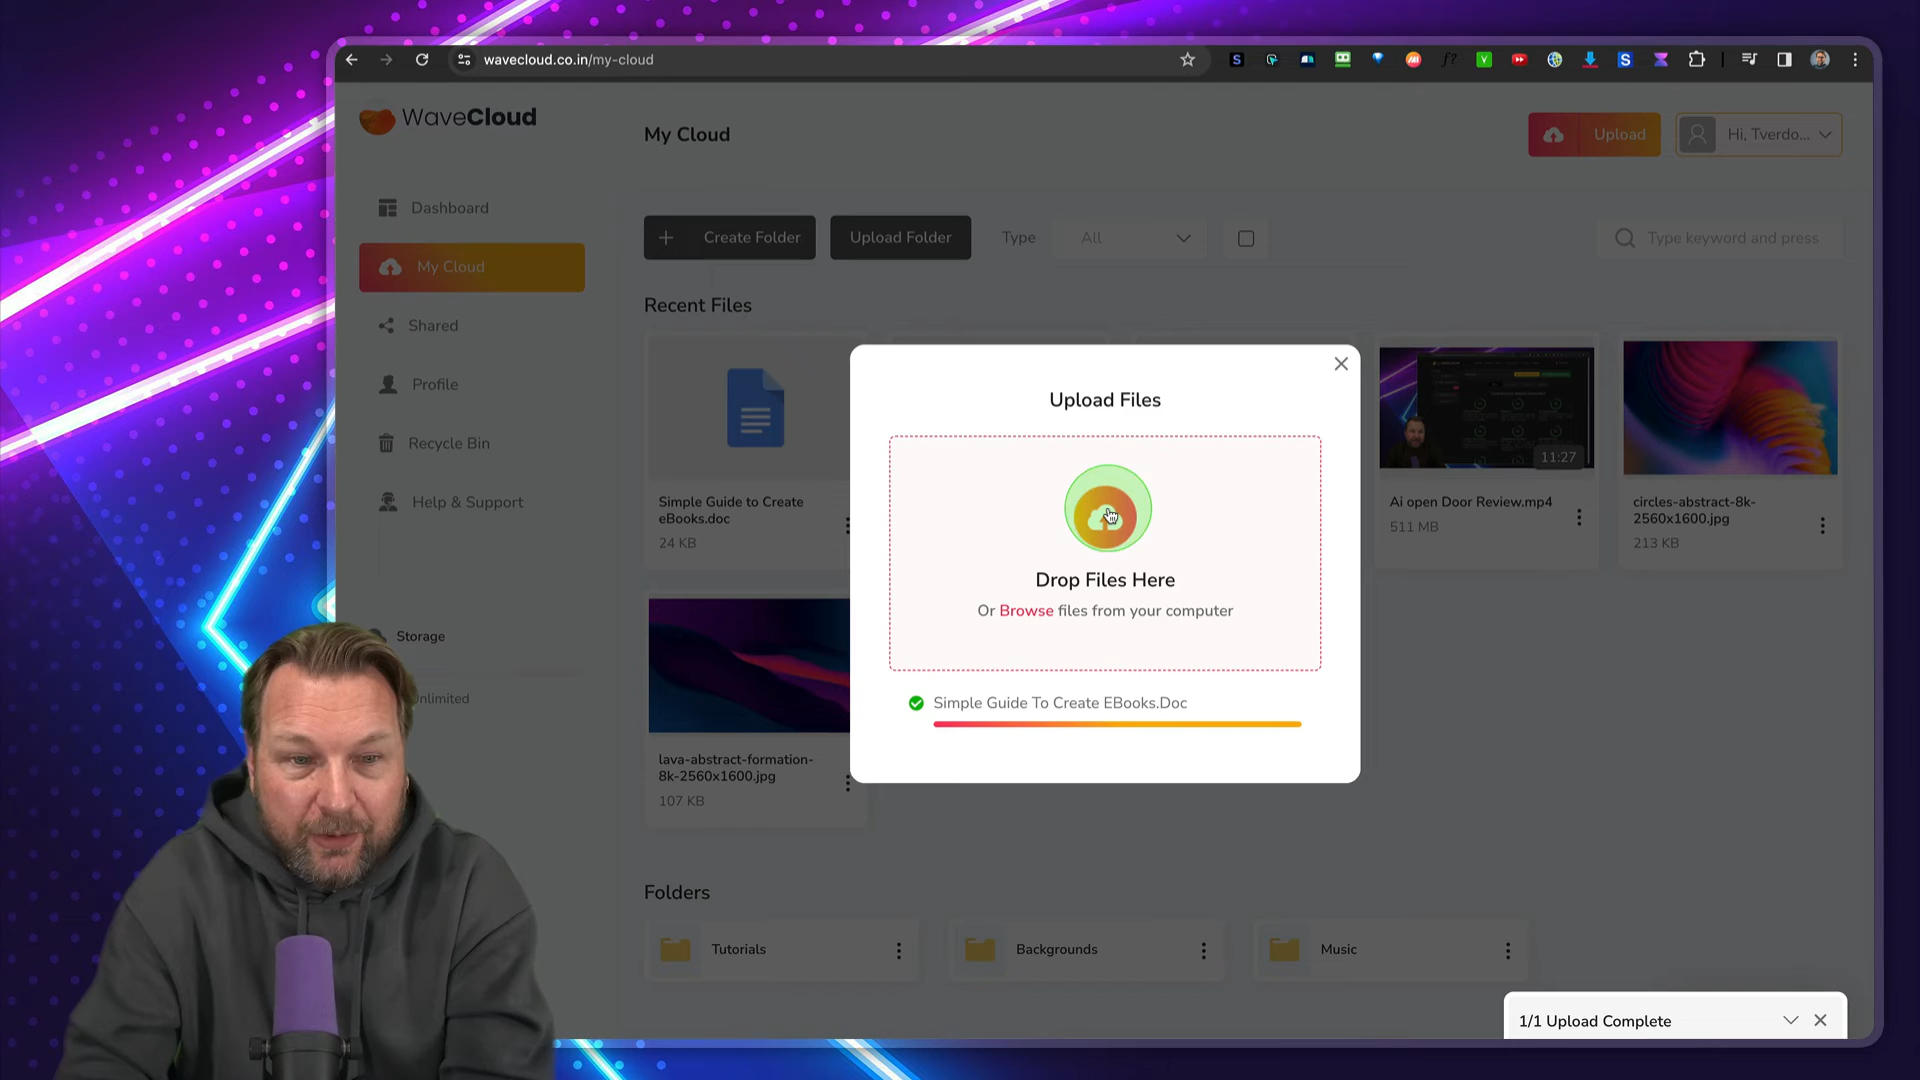 wavecloud.co.in/my-cloud
WaveCloud
My Cloud
Upload
Hi, Tverdo...
Dashboard
My Cloud
Shared
Profile
Recycle Bin
Help & Support
Storage
Unlimited
Create Folder
Upload Folder
Type
All
Type keyword and press
Recent Files
Simple Guide to Create
eBooks.doc
24 KB
11:27
Ai open Door Review.mp4
511 MB
circles-abstract-8k-
2560x1600.jpg
213 KB
lava-abstract-formation-
8k-2560x1600.jpg
107 KB
Upload Files
Drop Files Here
Or Browse files from your computer
Simple Guide To Create EBooks.Doc
Folders
Tutorials
Backgrounds
Music
1/1 Upload Complete